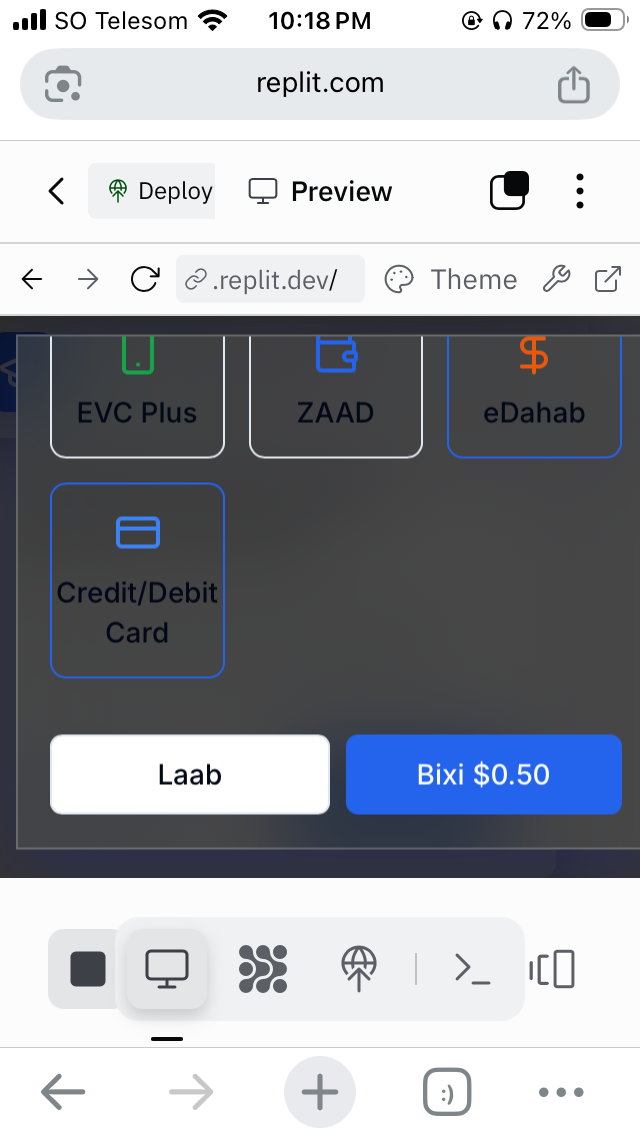 SO Telesom 10:18 PM 72%
replit.com
Deploy Preview
.replit.dev/ Theme
EVC Plus ZAAD eDahab
Credit/Debit
Card
Laab Bixi $0.50
:)